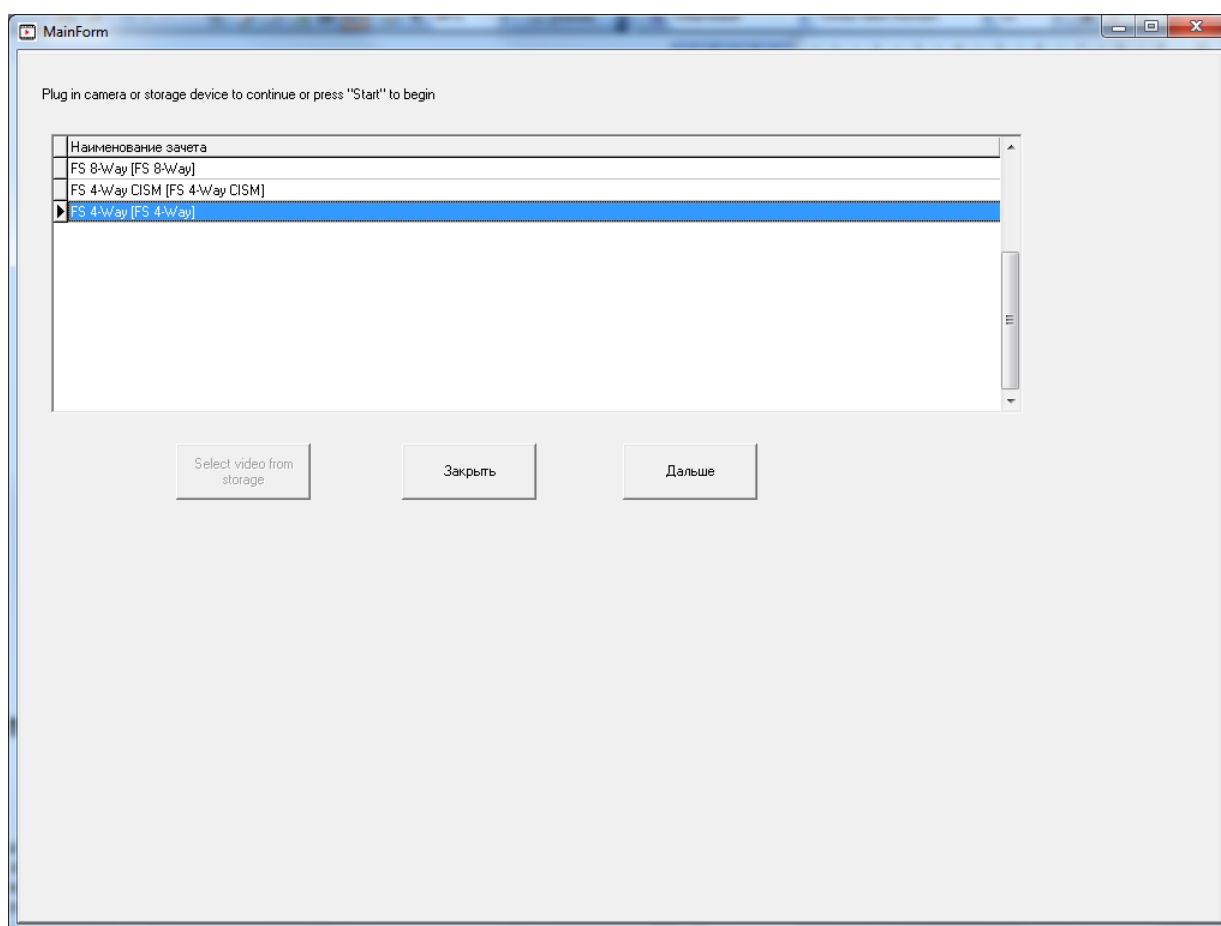 MainForm
Plug in camera or storage device to continue or press "Start" to begin
Наименование зачета
FS 8-Way [FS 8-Way]
FS 4-Way CISM [FS 4-Way CISM]
FS 4-Way [FS 4-Way]
Select video from
storage
Закрыть
Дальше